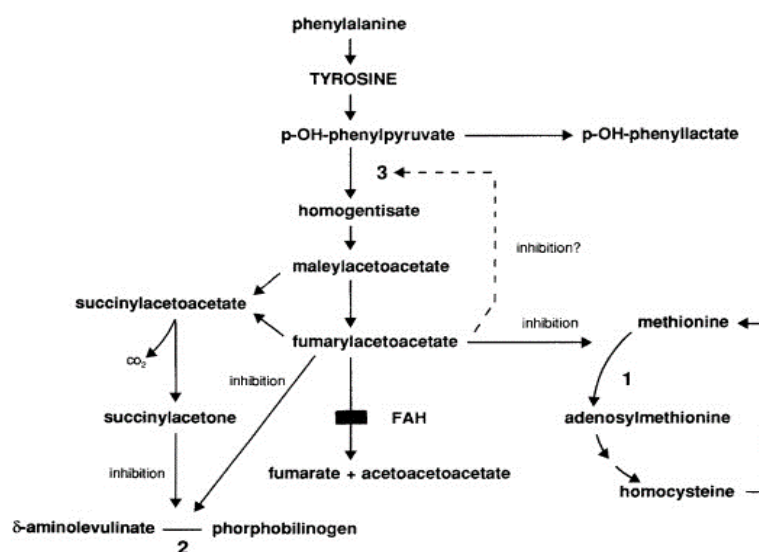 phenylalanine
TYROSINE
p-OH-phenylpyruvate p-OH-phenyllactate
3
homogentisate
inhibition?
maleylacetoacetate
succinylacetoacetate
methionine
inhibition
fumarylacetoacetate
CO2
inhibition
1
succinylacetone
FAH
adenosylmethionine
inhibition
fumarate + acetoacetoacetate
homocysteine
δ-aminolevulinate phorphobilinogen
2